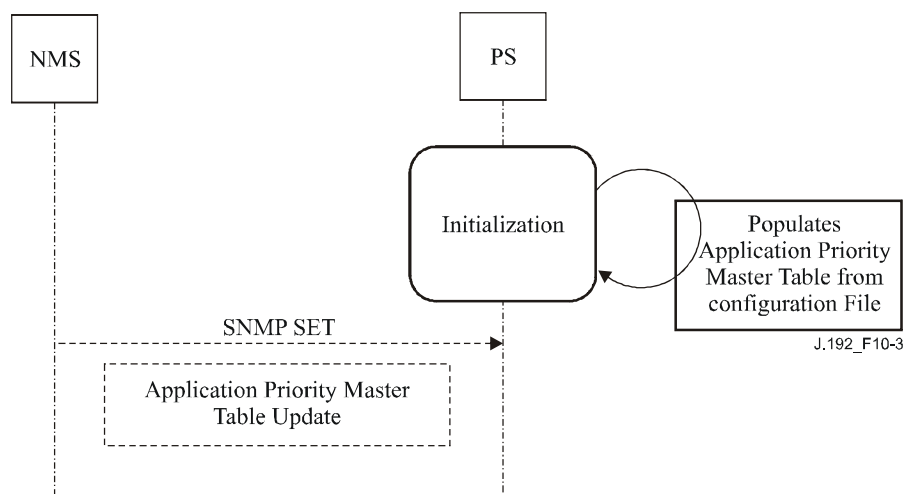 NMS
PS
Initialization
Populates
Application Priority
Master Table from
configuration File
J.192_F10-3
SNMP SET
Application Priority Master
Table Update